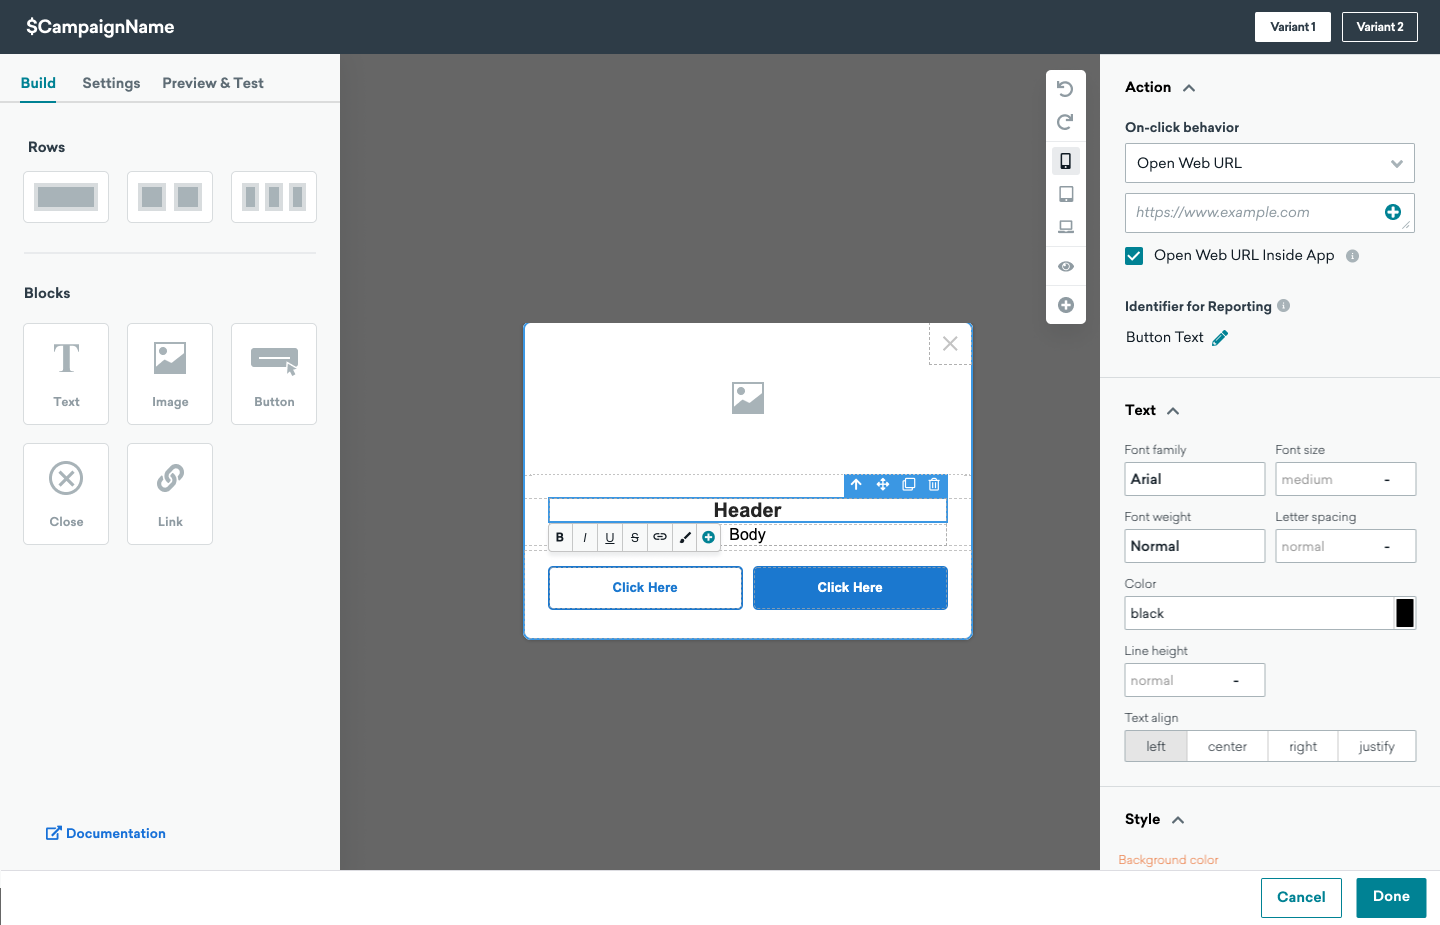 $CampaignName
Variant 1
Variant 2
Build
Settings
Preview & Test
Rows
Blocks
Text
Image
Button
Close
Link
Documentation
Header
B I U S
Body
Click Here
Click Here
Action
On-click behavior
Open Web URL
https://www.example.com
Open Web URL Inside App
Identifier for Reporting
Button Text
Text
Font family
Font size
Arial
medium -
Font weight
Letter spacing
Normal
normal -
Color
black
Line height
normal -
Text align
left
center
right
justify
Style
Background color
Cancel
Done